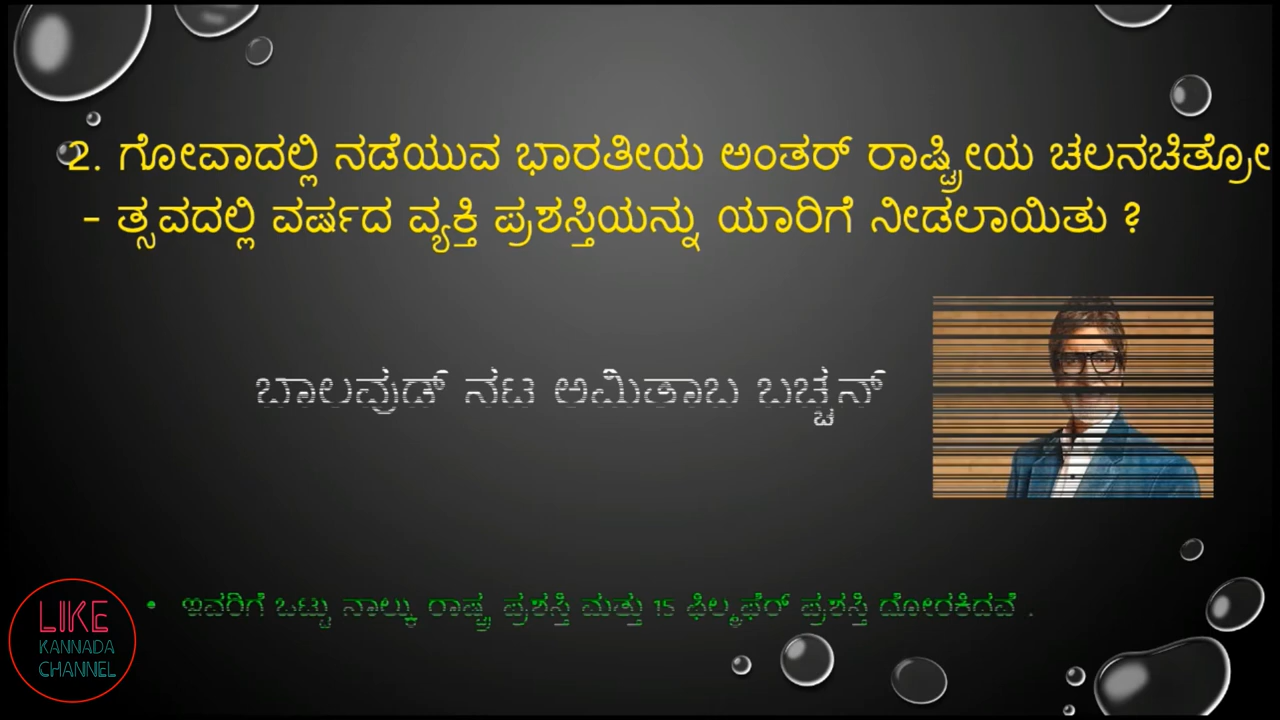 2. ಗೋವಾದಲ್ಲಿ ನಡೆಯುವ ಭಾರತೀಯ ಅಂತರ್ ರಾಷ್ಟ್ರೀಯ ಚಲನಚಿತ್ರೋ
- ತ್ಸವದಲ್ಲಿ ವರ್ಷದ ವ್ಯಕ್ತಿ ಪ್ರಶಸ್ತಿಯನ್ನು ಯಾರಿಗೆ ನೀಡಲಾಯಿತು ?
ಬಾಲಿವುಡ್ ನಟ ಅಮಿತಾಬ ಬಚ್ಚನ್
• ಇವರಿಗೆ ಒಟ್ಟು ನಾಲ್ಕು ರಾಷ್ಟ್ರ ಪ್ರಶಸ್ತಿ ಮತ್ತು 15 ಫಿಲ್ಮಫೆರ್ ಪ್ರಶಸ್ತಿ ದೋರಕಿದವೆ .
LIKE
KANNADA
CHANNEL